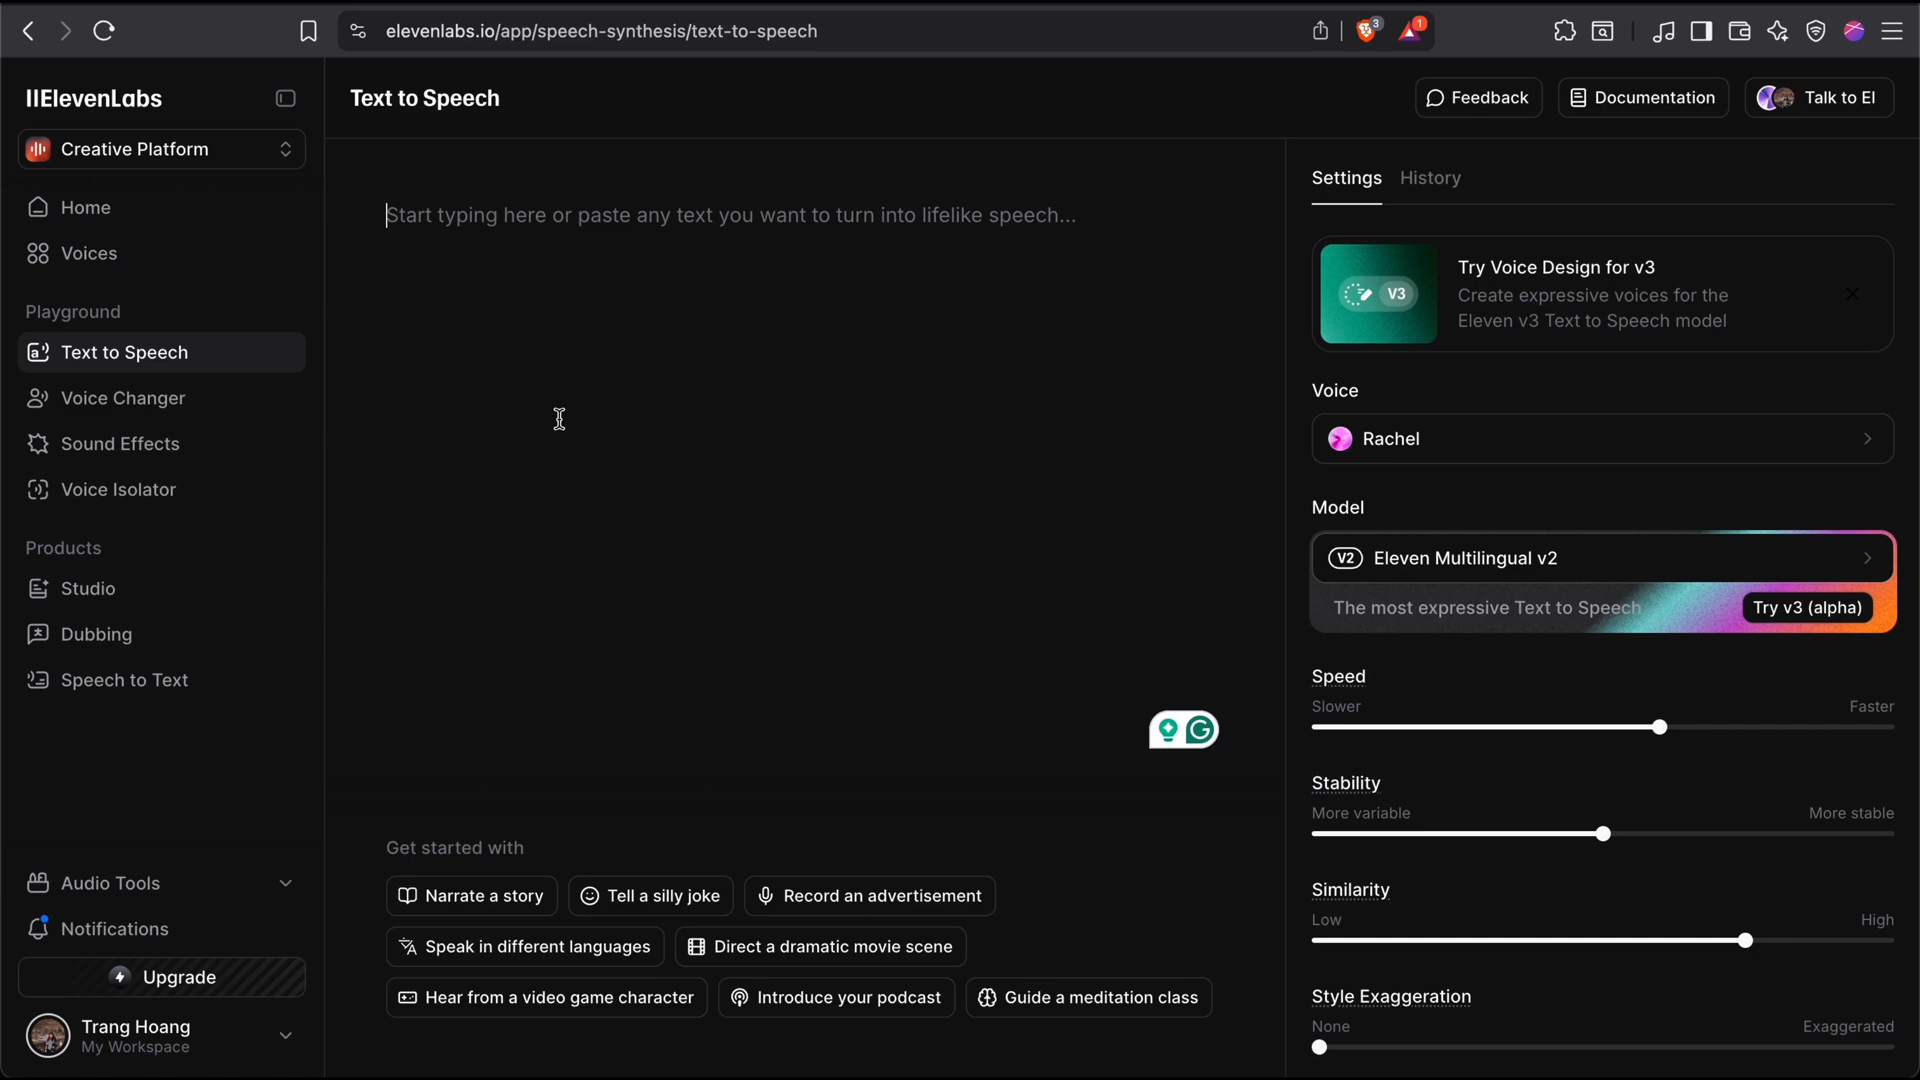 elevenlabs.io/app/speech-synthesis/text-to-speech
3
1
IIElevenLabs
Creative Platform
Home
Voices
Playground
Text to Speech
Voice Changer
Sound Effects
Voice Isolator
Products
Studio
Dubbing
Speech to Text
Audio Tools
Notifications
Upgrade
Trang Hoang
My Workspace
Text to Speech
Feedback
Documentation
Talk to El
Start typing here or paste any text you want to turn into lifelike speech...
Get started with
Narrate a story
Tell a silly joke
Record an advertisement
Speak in different languages
Direct a dramatic movie scene
Hear from a video game character
Introduce your podcast
Guide a meditation class
Settings
History
V3
Try Voice Design for v3
Create expressive voices for the
Eleven v3 Text to Speech model
Voice
Rachel
Model
V2 Eleven Multilingual v2
The most expressive Text to Speech
Try v3 (alpha)
Speed
Slower
Faster
Stability
More variable
More stable
Similarity
Low
High
Style Exaggeration
None
Exaggerated